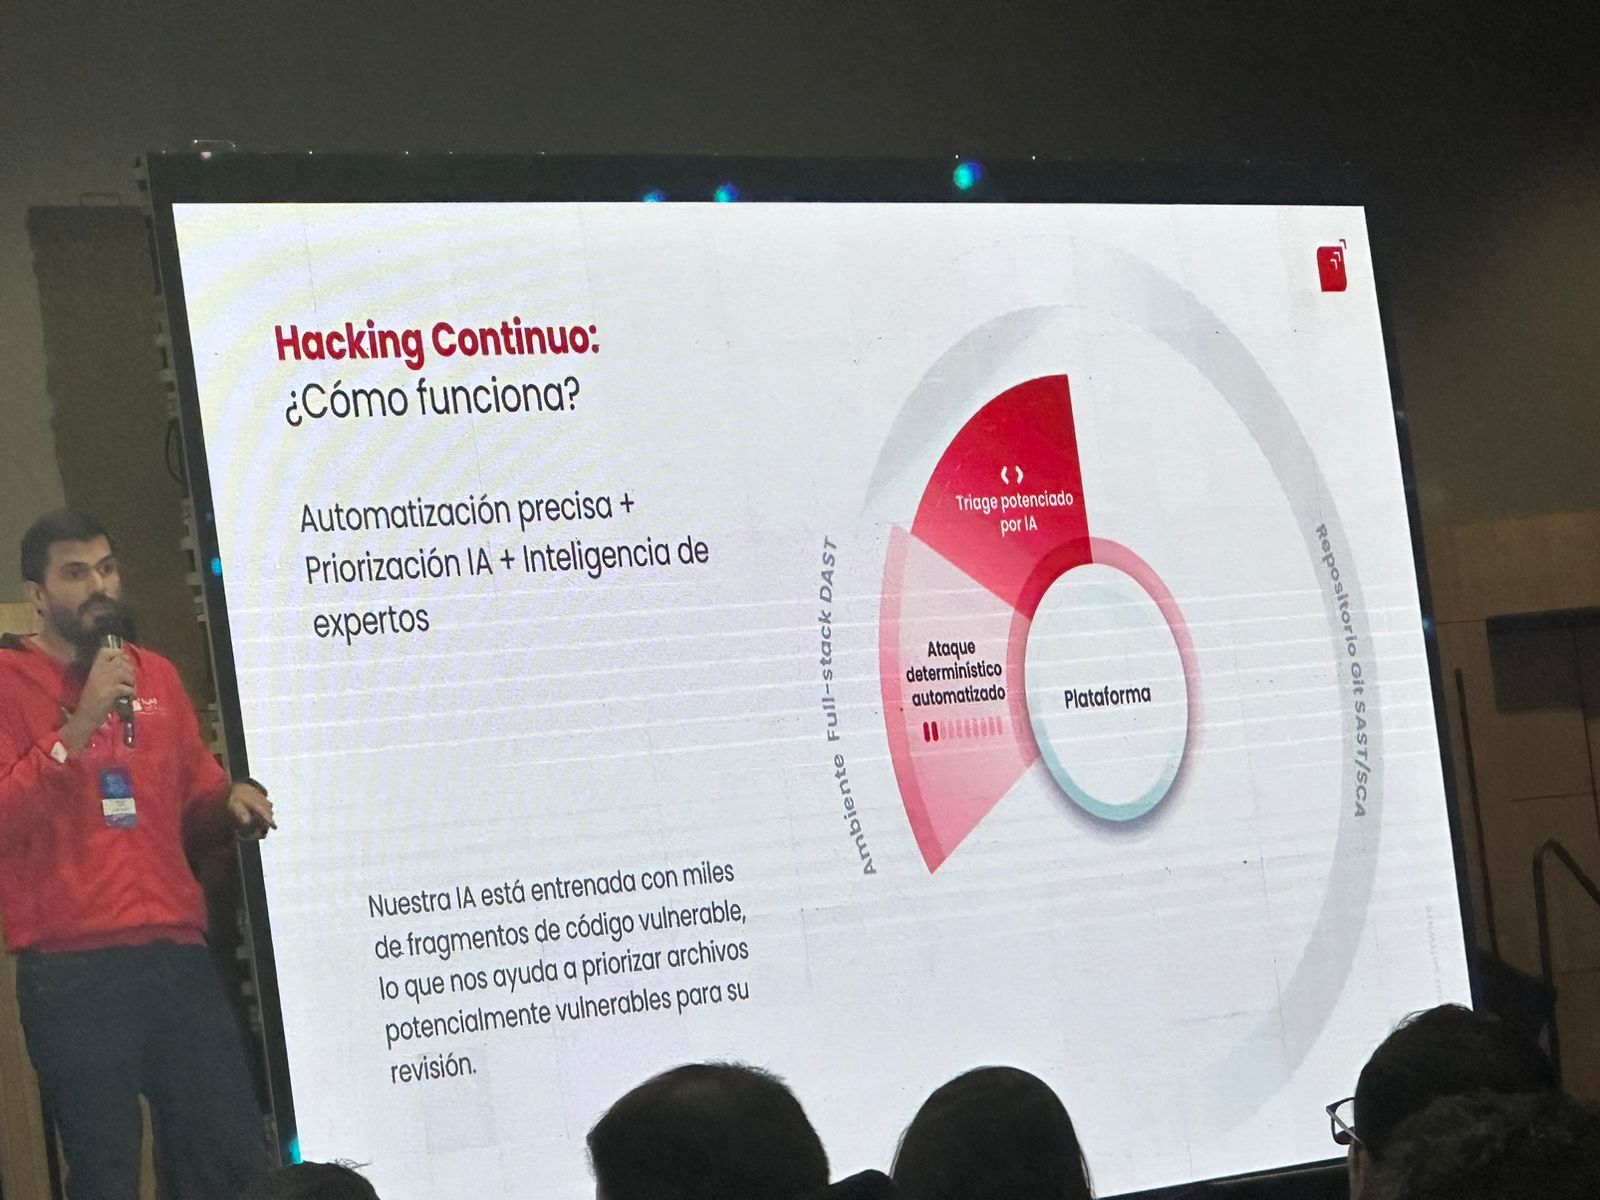 Hacking Continuo:
¿Cómo funciona?
Automatización precisa +
Priorización IA + Inteligencia de
expertos
Nuestra IA está entrenada con miles
de fragmentos de código vulnerable,
lo que nos ayuda a priorizar archivos
potencialmente vulnerables para su
revisión.
Ambiente Full-stack DAST
Triage potenciado
por IA
Ataque
determinístico
automatizado
Plataforma
Repositorio Git SAST/SCA